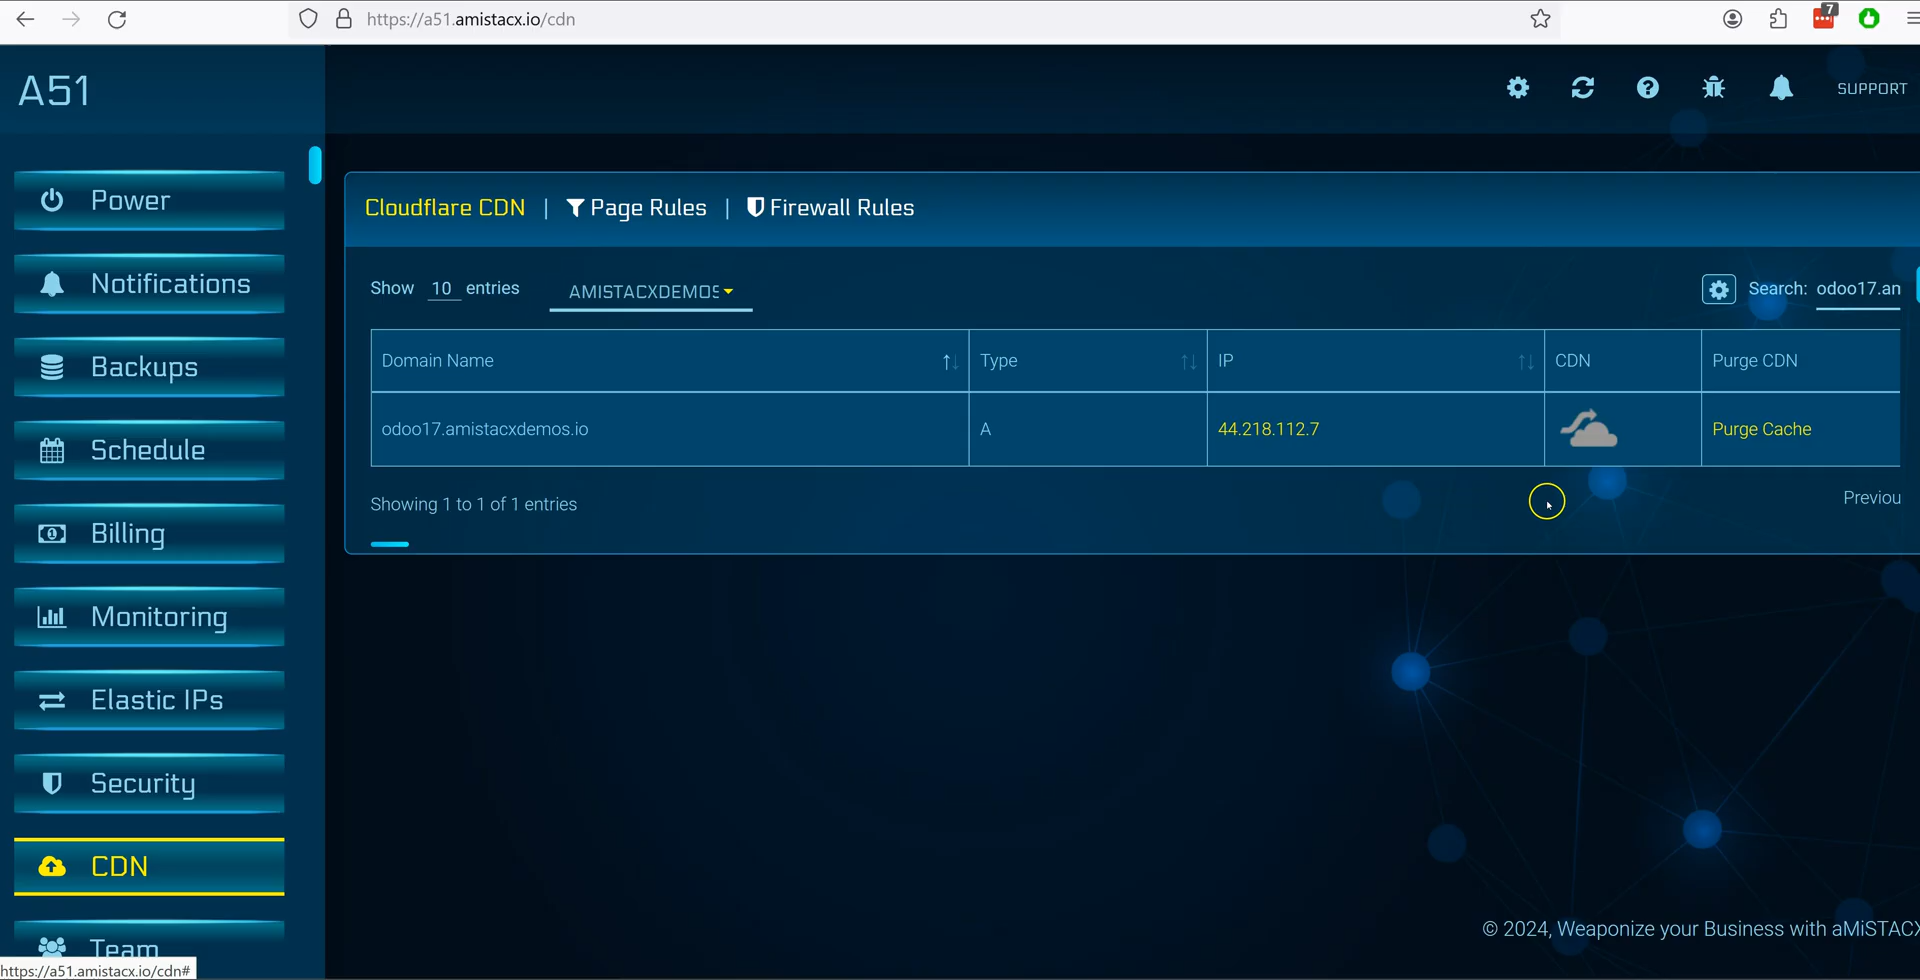 https://a51.amistacx.io/cdn
7
A51
SUPPORT
Power
Notifications
Backups
Schedule
Billing
Monitoring
Elastic IPs
Security
CDN
Team
Cloudflare CDN | Page Rules | Firewall Rules
Show 10 entries
AMISTACXDEMOS
Search: odoo17.am
Domain Name Type IP CDN Purge CDN
odoo17.amistacxdemos.io A 44.218.112.7 Purge Cache
Showing 1 to 1 of 1 entries
Previou
© 2024, Weaponize your Business with aMiSTACX
https://a51.amistacx.io/cdn#